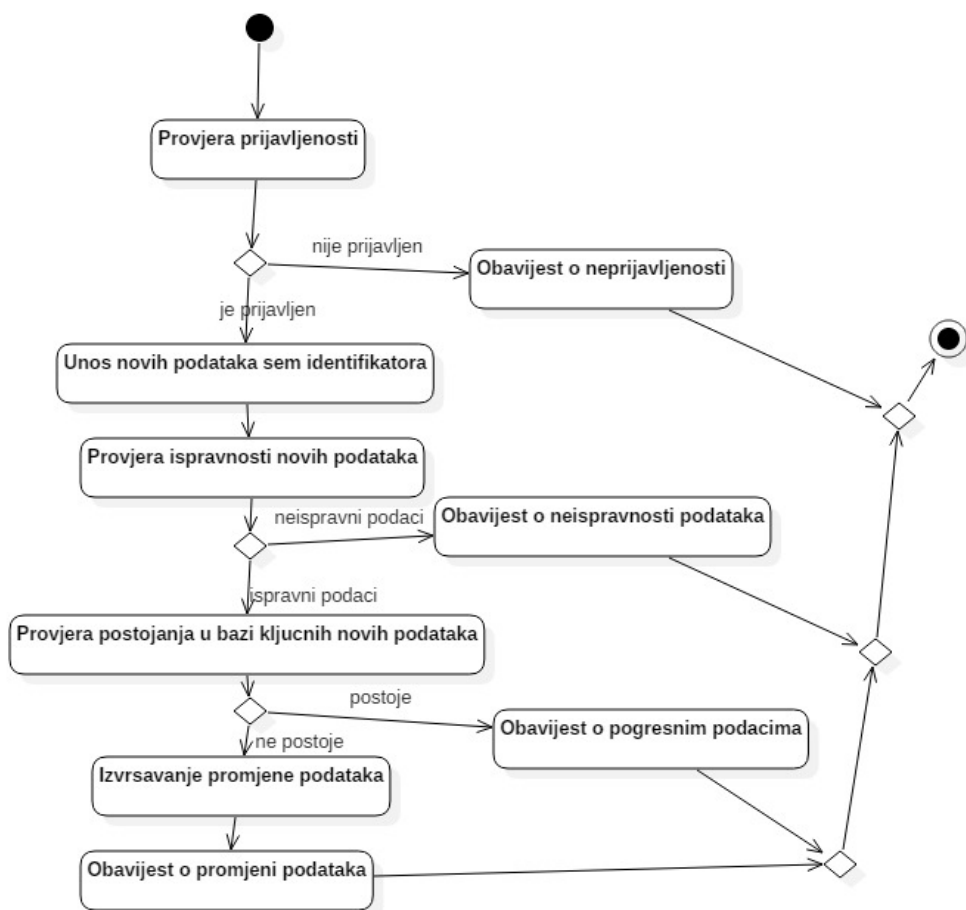 Provjera prijavljenosti
nije prijavljen
Obavijest o neprijavljenosti
je prijavljen
Unos novih podataka sem identifikatora
Provjera ispravnosti novih podataka
neispravni podaci
Obavijest o neispravnosti podataka
ispravni podaci
Provjera postojanja u bazi kljucnih novih podataka
postoje
Obavijest o pogresnim podacima
ne postoje
Izvrsavanje promjene podataka
Obavijest o promjeni podataka